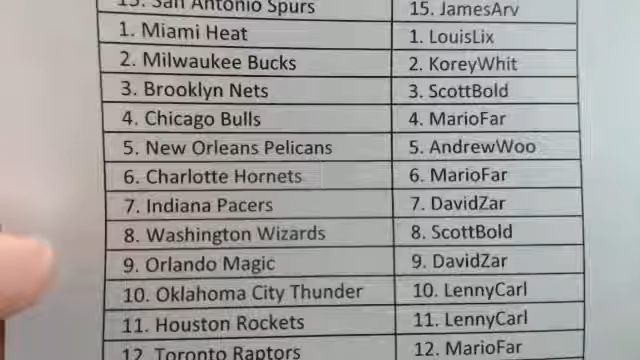 15. San Antonio Spurs 15. JamesArv
1. Miami Heat 1. LouisLix
2. Milwaukee Bucks 2. KoreyWhit
3. Brooklyn Nets 3. ScottBold
4. Chicago Bulls 4. MarioFar
5. New Orleans Pelicans 5. AndrewWoo
6. Charlotte Hornets 6. MarioFar
7. Indiana Pacers 7. DavidZar
8. Washington Wizards 8. ScottBold
9. Orlando Magic 9. DavidZar
10. Oklahoma City Thunder 10. LennyCarl
11. Houston Rockets 11. LennyCarl
12. Toronto Raptors 12. MarioFar